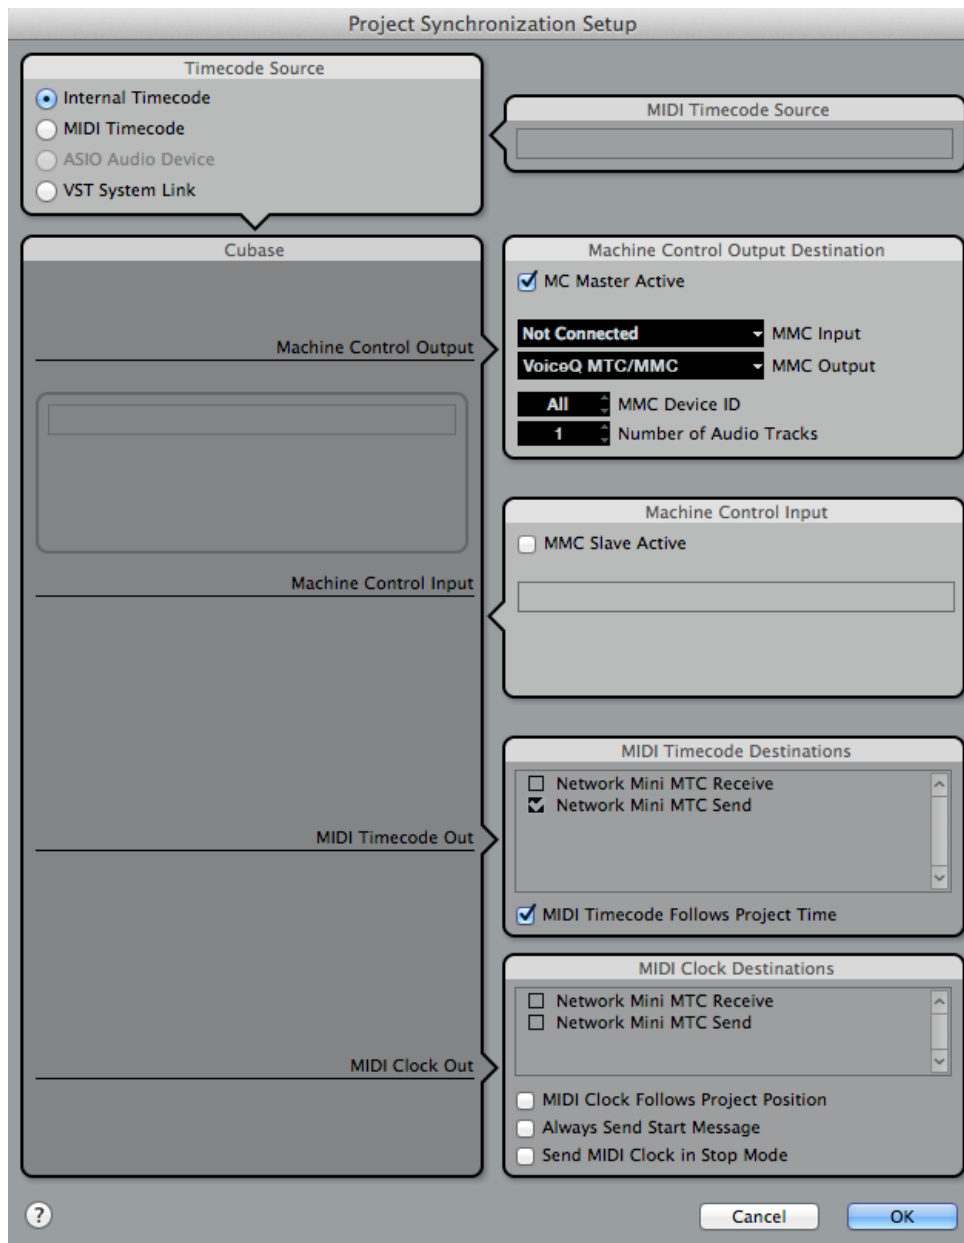 Project Synchronization Setup
Timecode Source
Internal Timecode
MIDI Timecode
ASIO Audio Device
VST System Link
MIDI Timecode Source
Cubase
Machine Control Output
Machine Control Input
MIDI Timecode Out
MIDI Clock Out
Machine Control Output Destination
MC Master Active
Not Connected MMC Input
VoiceQ MTC/MMC MMC Output
All MMC Device ID
1 Number of Audio Tracks
Machine Control Input
MMC Slave Active
MIDI Timecode Destinations
Network Mini MTC Receive
Network Mini MTC Send
MIDI Timecode Follows Project Time
MIDI Clock Destinations
Network Mini MTC Receive
Network Mini MTC Send
MIDI Clock Follows Project Position
Always Send Start Message
Send MIDI Clock in Stop Mode
?
Cancel
OK